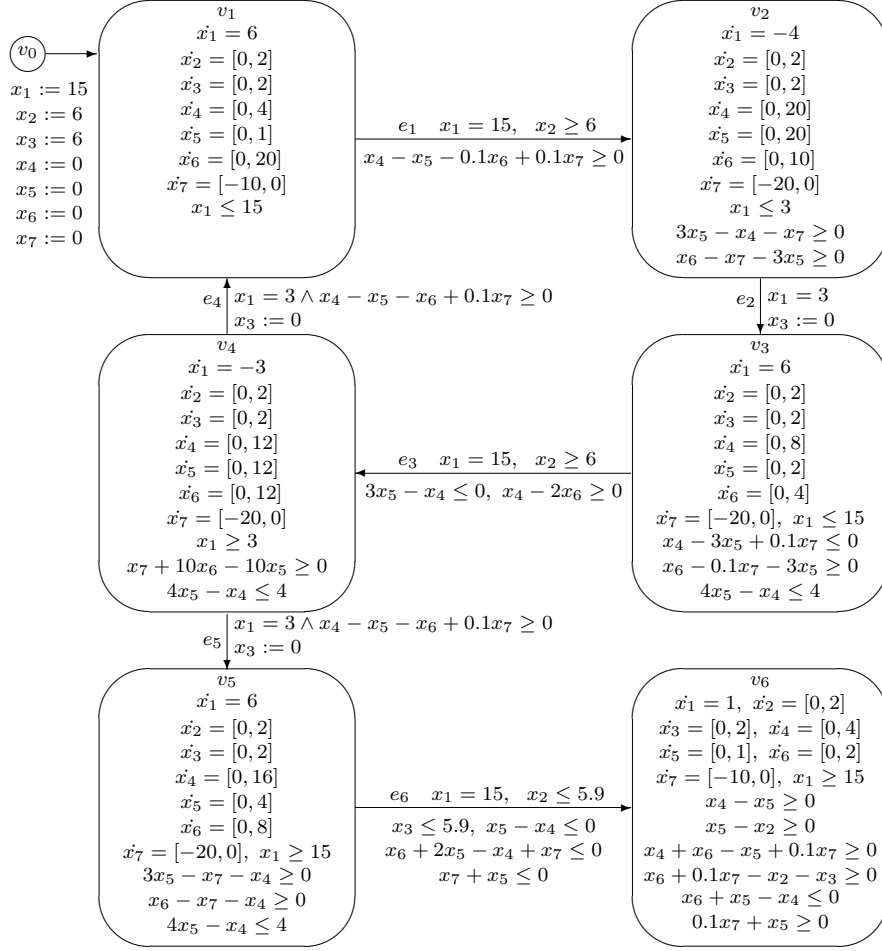 v₀
x₁ := 15
x₂ := 6
x₃ := 6
x₄ := 0
x₅ := 0
x₆ := 0
x₇ := 0
v₁
ẋ₁ = 6
ẋ₂ = [0, 2]
ẋ₃ = [0, 2]
ẋ₄ = [0, 4]
ẋ₅ = [0, 1]
ẋ₆ = [0, 20]
ẋ₇ = [−10, 0]
x₁ ≤ 15
e₁ x₁ = 15, x₂ ≥ 6
x₄ − x₅ − 0.1x₆ + 0.1x₇ ≥ 0
v₂
ẋ₁ = −4
ẋ₂ = [0, 2]
ẋ₃ = [0, 2]
ẋ₄ = [0, 20]
ẋ₅ = [0, 20]
ẋ₆ = [0, 10]
ẋ₇ = [−20, 0]
x₁ ≤ 3
3x₅ − x₄ − x₇ ≥ 0
x₆ − x₇ − 3x₅ ≥ 0
e₄ x₁ = 3 ∧ x₄ − x₅ − x₆ + 0.1x₇ ≥ 0
x₃ := 0
e₂ x₁ = 3
x₃ := 0
v₄
ẋ₁ = −3
ẋ₂ = [0, 2]
ẋ₃ = [0, 2]
ẋ₄ = [0, 12]
ẋ₅ = [0, 12]
ẋ₆ = [0, 12]
ẋ₇ = [−20, 0]
x₁ ≥ 3
x₇ + 10x₆ − 10x₅ ≥ 0
4x₅ − x₄ ≤ 4
e₃ x₁ = 15, x₂ ≥ 6
3x₅ − x₄ ≤ 0, x₄ − 2x₆ ≥ 0
v₃
ẋ₁ = 6
ẋ₂ = [0, 2]
ẋ₃ = [0, 2]
ẋ₄ = [0, 8]
ẋ₅ = [0, 2]
ẋ₆ = [0, 4]
ẋ₇ = [−20, 0], x₁ ≤ 15
x₄ − 3x₅ + 0.1x₇ ≤ 0
x₆ − 0.1x₇ − 3x₅ ≥ 0
4x₅ − x₄ ≤ 4
e₅ x₁ = 3 ∧ x₄ − x₅ − x₆ + 0.1x₇ ≥ 0
x₃ := 0
v₅
ẋ₁ = 6
ẋ₂ = [0, 2]
ẋ₃ = [0, 2]
ẋ₄ = [0, 16]
ẋ₅ = [0, 4]
ẋ₆ = [0, 8]
ẋ₇ = [−20, 0], x₁ ≥ 15
3x₅ − x₇ − x₄ ≥ 0
x₆ − x₇ − x₄ ≥ 0
4x₅ − x₄ ≤ 4
e₆ x₁ = 15, x₂ ≤ 5.9
x₃ ≤ 5.9, x₅ − x₄ ≤ 0
x₆ + 2x₅ − x₄ + x₇ ≤ 0
x₇ + x₅ ≤ 0
v₆
ẋ₁ = 1, ẋ₂ = [0, 2]
ẋ₃ = [0, 2], ẋ₄ = [0, 4]
ẋ₅ = [0, 1], ẋ₆ = [0, 2]
ẋ₇ = [−10, 0], x₁ ≥ 15
x₄ − x₅ ≥ 0
x₅ − x₂ ≥ 0
x₄ + x₆ − x₅ + 0.1x₇ ≥ 0
x₆ + 0.1x₇ − x₂ − x₃ ≥ 0
x₆ + x₅ − x₄ ≤ 0
0.1x₇ + x₅ ≥ 0